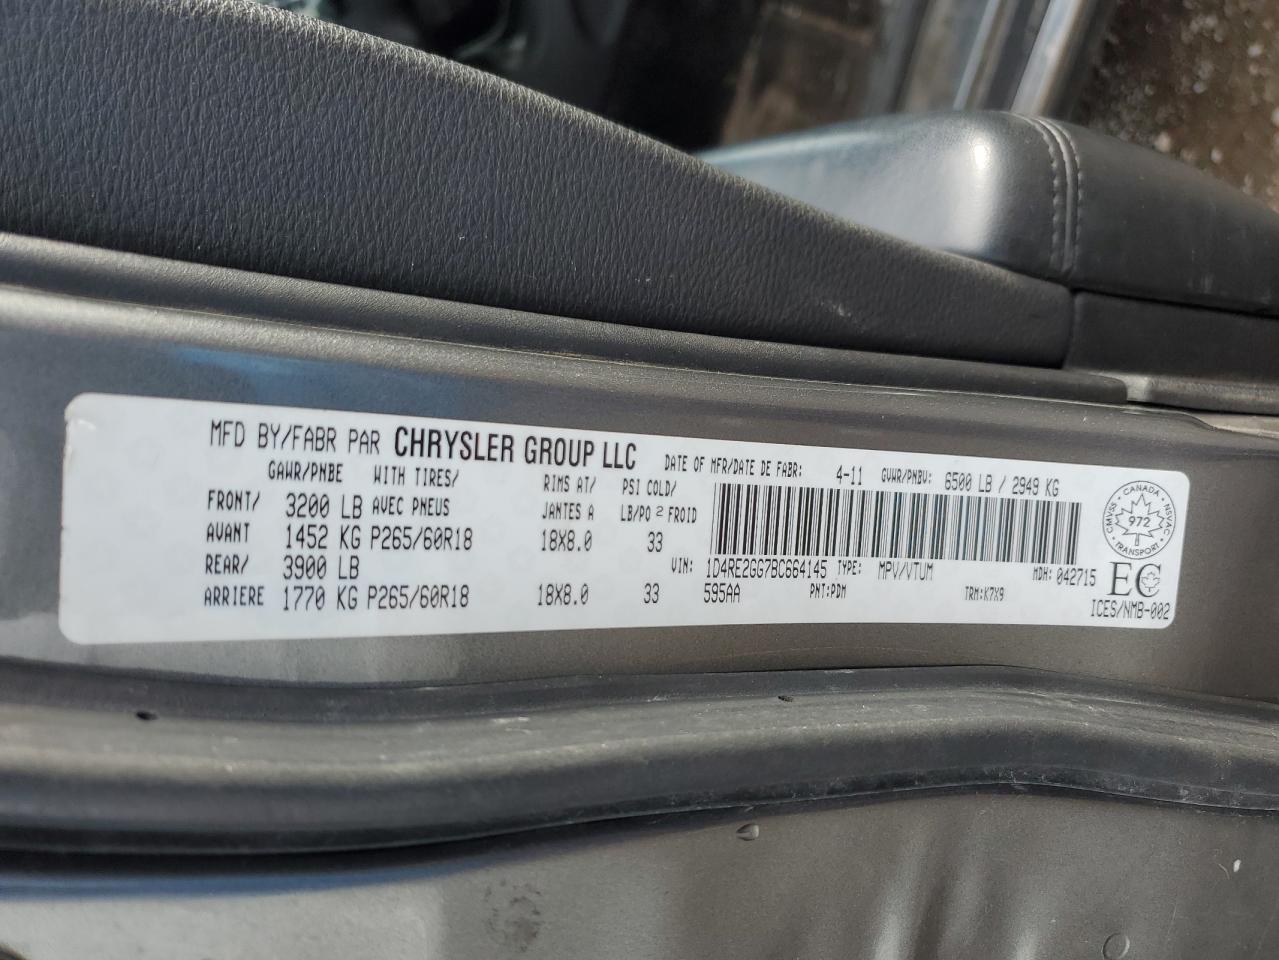 MFD BY/FABR PAR CHRYSLER GROUP LLC DATE OF MFR/DATE DE FABR: 4-11 GVWR/PNBV: 6500 LB / 2949 KG
GAWR/PNBE WITH TIRES/ RIMS AT/ PSI COLD/
FRONT/ 3200 LB AVEC PNEUS JANTES A LB/PO 2 FROID
AVANT 1452 KG P265/60R18 18X8.0 33
REAR/ 3900 LB
ARRIERE 1770 KG P265/60R18 18X8.0 33
VIN: 1D4RE2GG7BC664145 TYPE: MPV/VTUM MDH: 042715
595AA PNT:PDM TRM:K7X9
CANADA
CMVSS NSVAC
972
TRANSPORT
EC
ICES/NMB-002